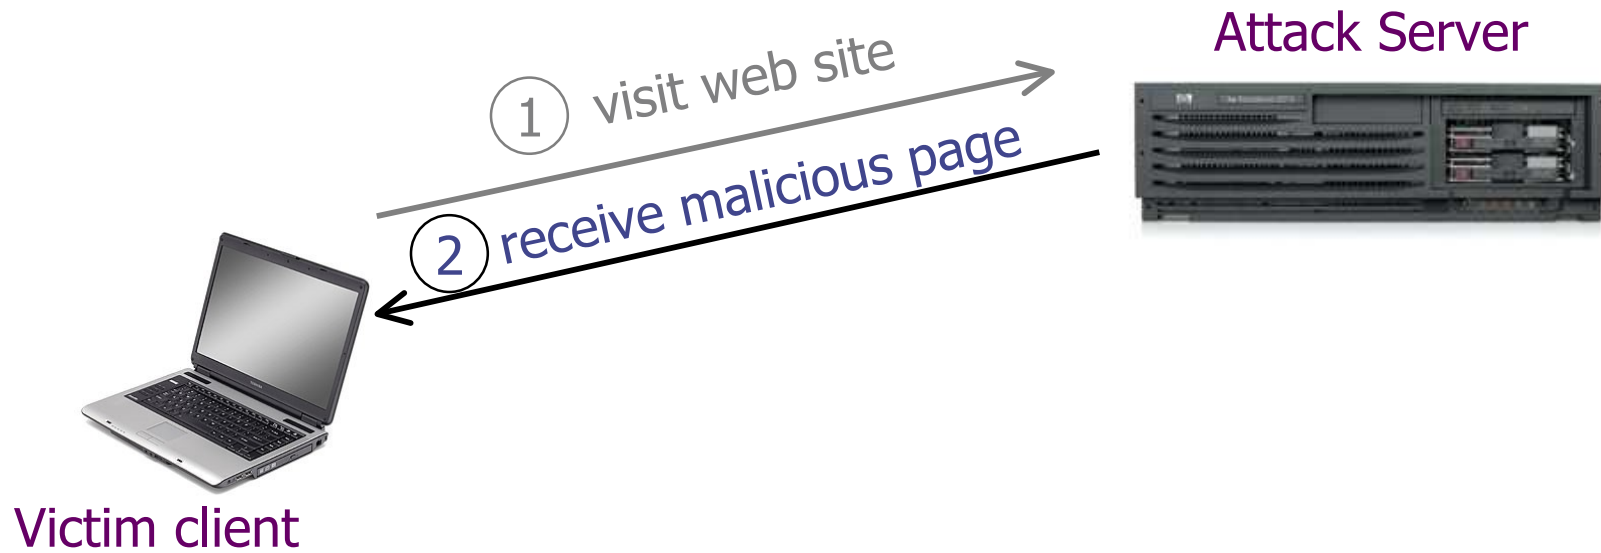 Attack Server
1 visit web site
2 receive malicious page
Victim client